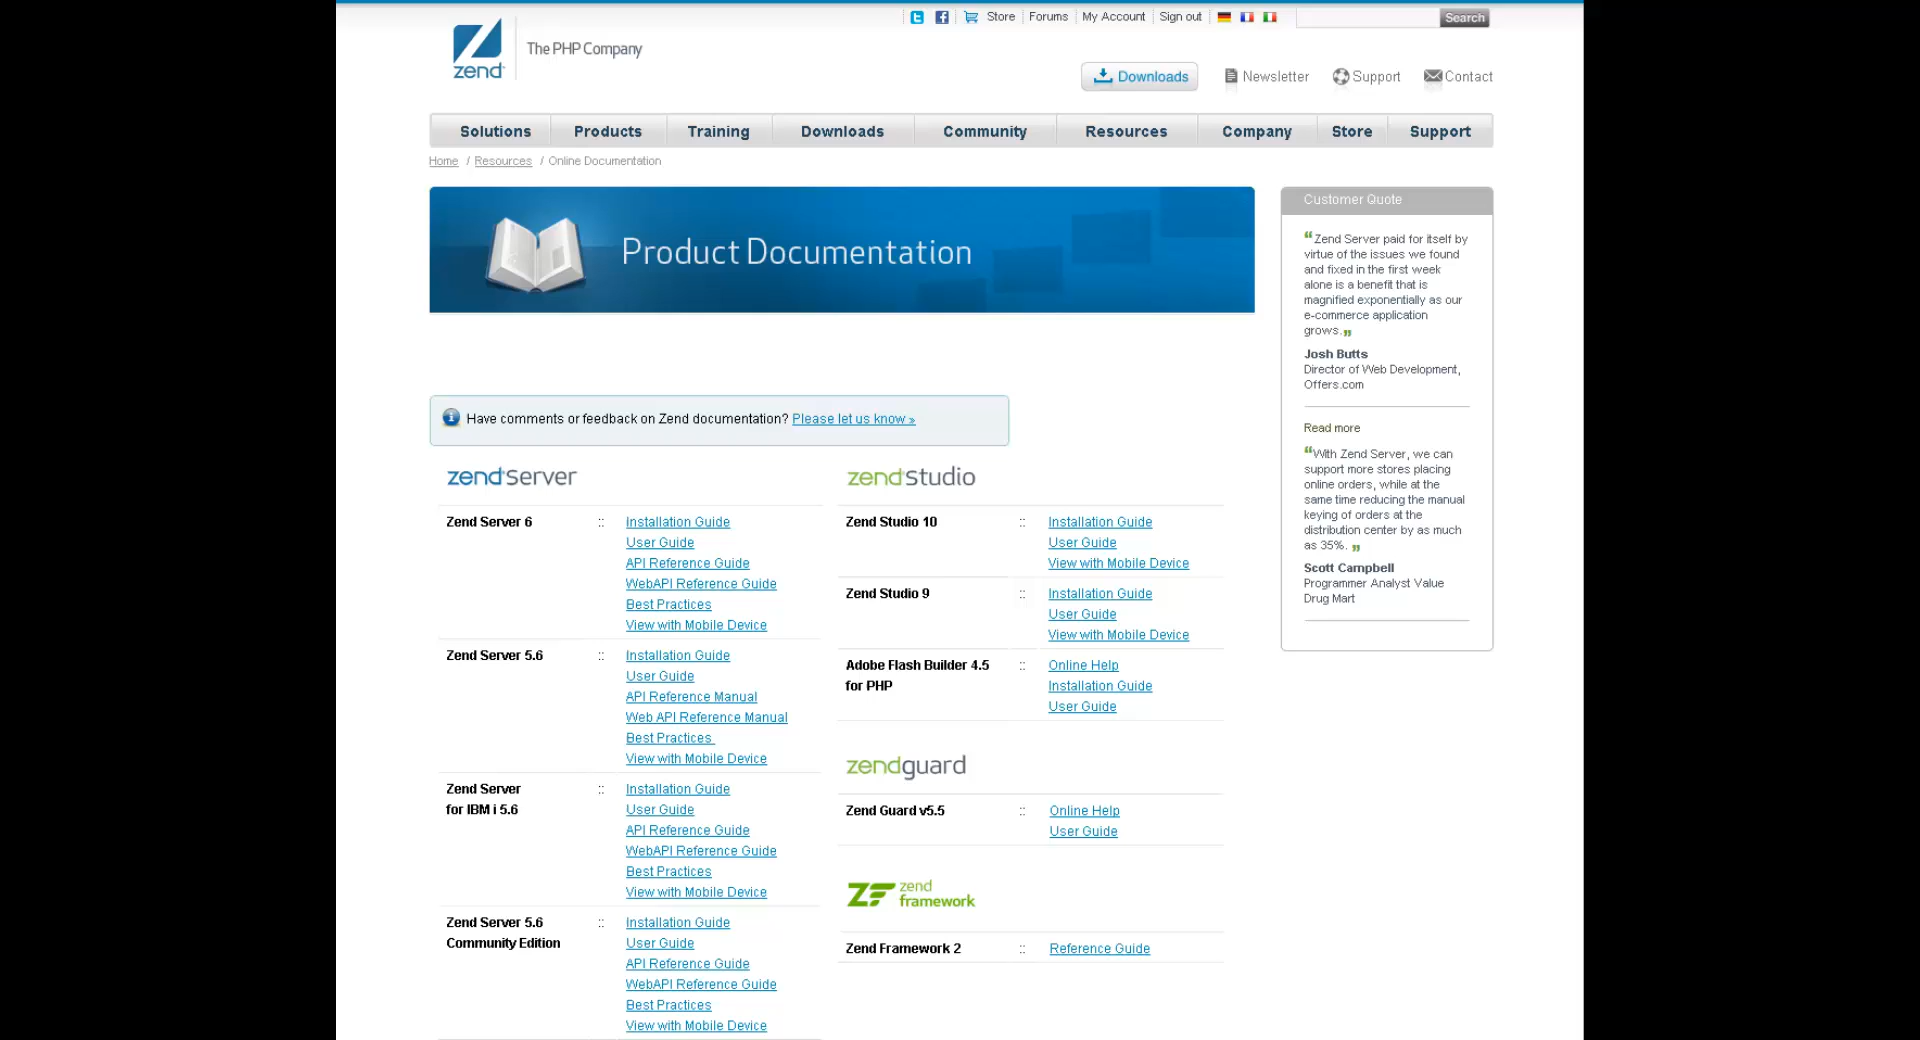 Store Forums My Account Sign out Search
zend The PHP Company
Downloads Newsletter Support Contact
Solutions Products Training Downloads Community Resources Company Store Support
Home / Resources / Online Documentation
Product Documentation
Have comments or feedback on Zend documentation? Please let us know »
zend Server
Zend Server 6 :: Installation Guide
User Guide
API Reference Guide
WebAPI Reference Guide
Best Practices
View with Mobile Device
Zend Server 5.6 :: Installation Guide
User Guide
API Reference Manual
Web API Reference Manual
Best Practices
View with Mobile Device
Zend Server :: Installation Guide
for IBM i 5.6 User Guide
API Reference Guide
WebAPI Reference Guide
Best Practices
View with Mobile Device
Zend Server 5.6 :: Installation Guide
Community Edition User Guide
API Reference Guide
WebAPI Reference Guide
Best Practices
View with Mobile Device
zend Studio
Zend Studio 10 :: Installation Guide
User Guide
View with Mobile Device
Zend Studio 9 :: Installation Guide
User Guide
View with Mobile Device
Adobe Flash Builder 4.5 :: Online Help
for PHP Installation Guide
User Guide
zendguard
Zend Guard v5.5 :: Online Help
User Guide
ZF zend
framework
Zend Framework 2 :: Reference Guide
Customer Quote
“Zend Server paid for itself by
virtue of the issues we found
and fixed in the first week
alone is a benefit that is
magnified exponentially as our
e-commerce application
grows.„
Josh Butts
Director of Web Development,
Offers.com
Read more
“With Zend Server, we can
support more stores placing
online orders, while at the
same time reducing the manual
keying of orders at the
distribution center by as much
as 35%. „
Scott Campbell
Programmer Analyst Value
Drug Mart